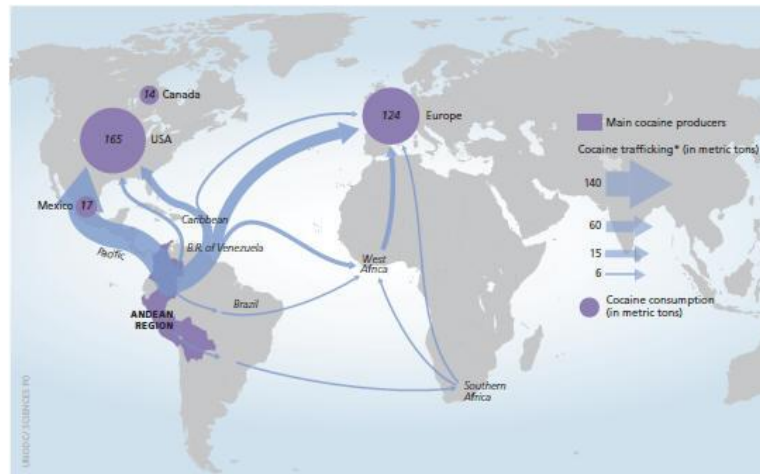 14 Canada
165
USA
Mexico 17
Pacific
Caribbean
B.R. of Venezuela
ANDEAN
REGION
Brazil
124
Europe
West
Africa
Southern
Africa
Main cocaine producers
Cocaine trafficking* (in metric tons)
140
60
15
6
Cocaine consumption
(in metric tons)
UNODC/ SCIENCES PO